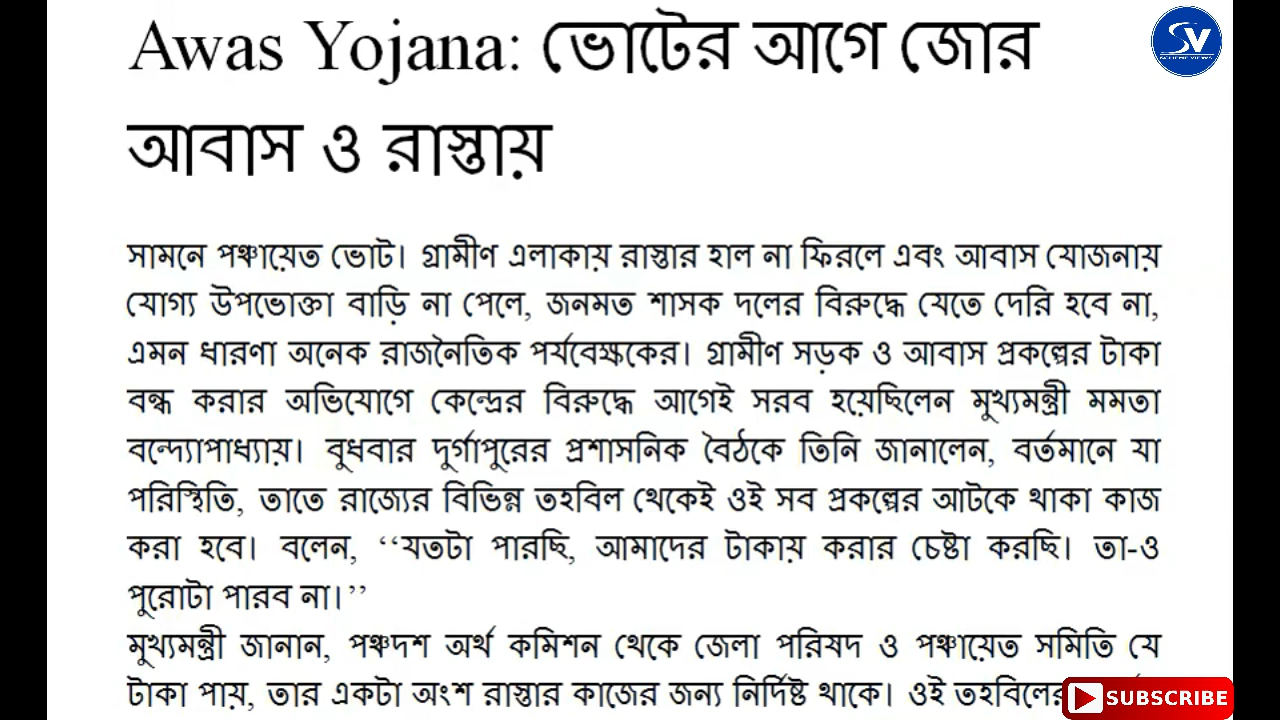 Awas Yojana: ভোটের আগে জোর
আবাস ও রাস্তায়
সামনে পঞ্চায়েত ভোট। গ্রামীণ এলাকায় রাস্তার হাল না ফিরলে এবং আবাস যোজনায়
যোগ্য উপভোক্তা বাড়ি না পেলে, জনমত শাসক দলের বিরুদ্ধে যেতে দেরি হবে না,
এমন ধারণা অনেক রাজনৈতিক পর্যবেক্ষকের। গ্রামীণ সড়ক ও আবাস প্রকল্পের টাকা
বন্ধ করার অভিযোগে কেন্দ্রের বিরুদ্ধে আগেই সরব হয়েছিলেন মুখ্যমন্ত্রী মমতা
বন্দ্যোপাধ্যায়। বুধবার দুর্গাপুরের প্রশাসনিক বৈঠকে তিনি জানালেন, বর্তমানে যা
পরিস্থিতি, তাতে রাজ্যের বিভিন্ন তহবিল থেকেই ওই সব প্রকল্পের আটকে থাকা কাজ
করা হবে। বলেন, ‘‘যতটা পারছি, আমাদের টাকায় করার চেষ্টা করছি। তা-ও
পুরোটা পারব না।’’
মুখ্যমন্ত্রী জানান, পঞ্চদশ অর্থ কমিশন থেকে জেলা পরিষদ ও পঞ্চায়েত সমিতি যে
টাকা পায়, তার একটা অংশ রাস্তার কাজের জন্য নির্দিষ্ট থাকে। ওই তহবিলের
SV
SUBSCRIBE